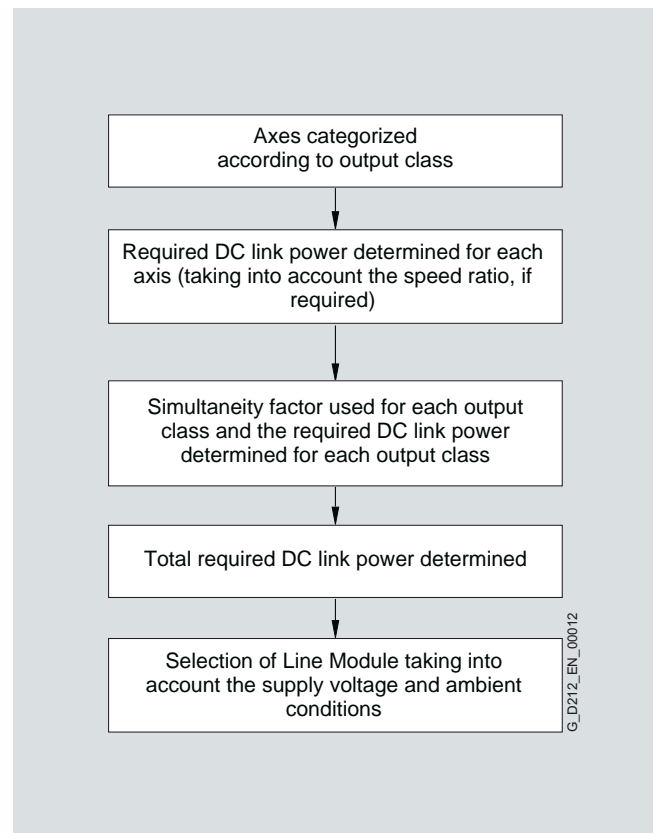 Axes categorized
according to output class
Required DC link power determined for each
axis (taking into account the speed ratio, if
required)
Simultaneity factor used for each output
class and the required DC link power
determined for each output class
Total required DC link power determined
Selection of Line Module taking into
account the supply voltage and ambient
conditions
G_D212_EN_00012